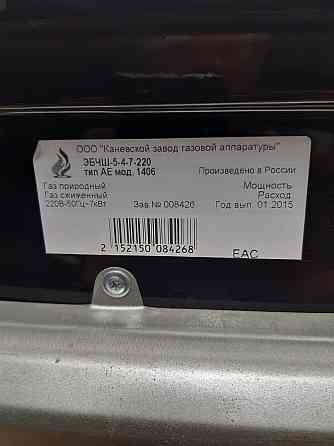 ООО "Каневской завод газовой аппаратуры"
ЭБЧШ-5-4-7-220
тип АЕ мод. 1406 Произведено в России
Газ природный Мощность
Газ сжиженный Расход
220В-50Гц~7кВт Зав.№ 008426 Год вып. 01.2015
2 152150 084268
EAC